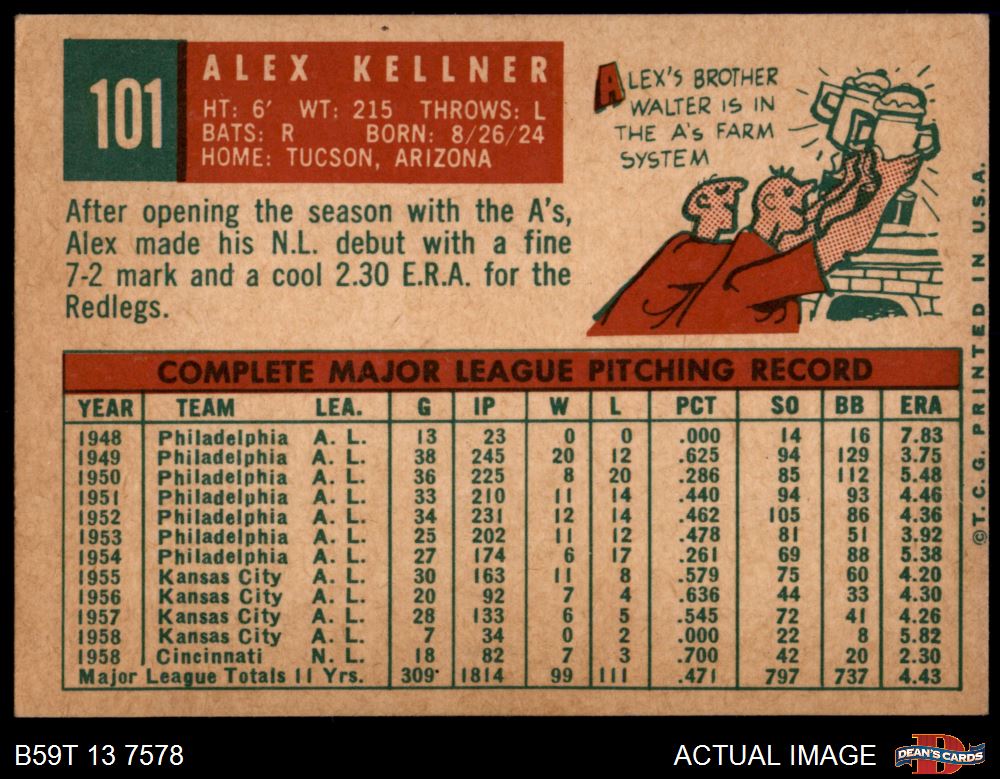 101
ALEX KELLNER
HT: 6' WT: 215 THROWS: L
BATS: R BORN: 8/26/24
HOME: TUCSON, ARIZONA
ALEX'S BROTHER
WALTER IS IN
THE A's FARM
SYSTEM
After opening the season with the A's,
Alex made his N.L. debut with a fine
7-2 mark and a cool 2.30 E.R.A. for the
Redlegs.
COMPLETE MAJOR LEAGUE PITCHING RECORD
YEAR TEAM LEA. G IP W L PCT SO BB ERA
1948 Philadelphia A. L. 13 23 0 0 .000 14 16 7.83
1949 Philadelphia A. L. 38 245 20 12 .625 94 129 3.75
1950 Philadelphia A. L. 36 225 8 20 .286 85 112 5.48
1951 Philadelphia A. L. 33 210 11 14 .440 94 93 4.46
1952 Philadelphia A. L. 34 231 12 14 .462 105 86 4.36
1953 Philadelphia A. L. 25 202 11 12 .478 81 51 3.92
1954 Philadelphia A. L. 27 174 6 17 .261 69 88 5.38
1955 Kansas City A. L. 30 163 11 8 .579 75 60 4.20
1956 Kansas City A. L. 20 92 7 4 .636 44 33 4.30
1957 Kansas City A. L. 28 133 6 5 .545 72 41 4.26
1958 Kansas City A. L. 7 34 0 2 .000 22 8 5.82
1958 Cincinnati N. L. 18 82 7 3 .700 42 20 2.30
Major League Totals 11 Yrs. 309 1814 99 111 .471 797 737 4.43
©T. C. G. PRINTED IN U.S.A.
B59T 13 7578
ACTUAL IMAGE
D
DEAN'S CARDS